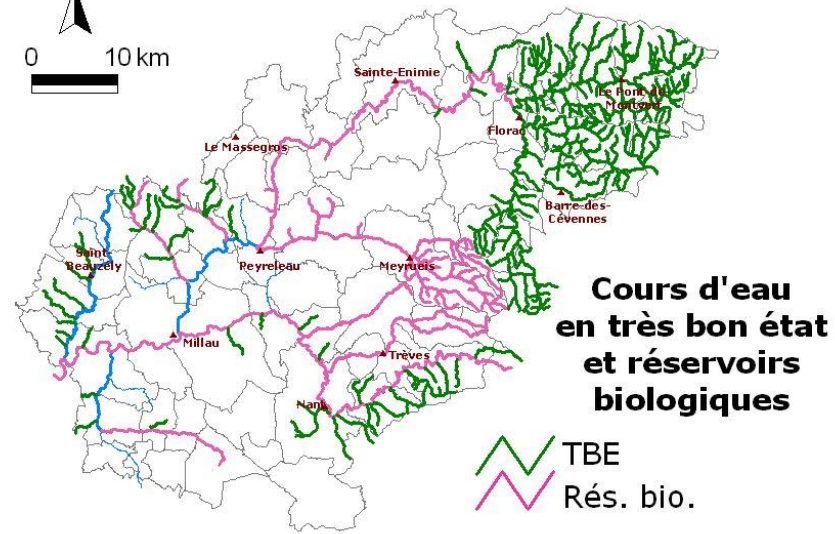 0 10 km
Sainte-Enimie
Le Pont-de-
Montvert
Florac
Le Massegros
Barre-des-
Cévennes
Saint-
Beauzély
Peyreleau
Meyrueis
Cours d'eau
en très bon état
et réservoirs
biologiques
Millau
Trèves
Nant
TBE
Rés. bio.